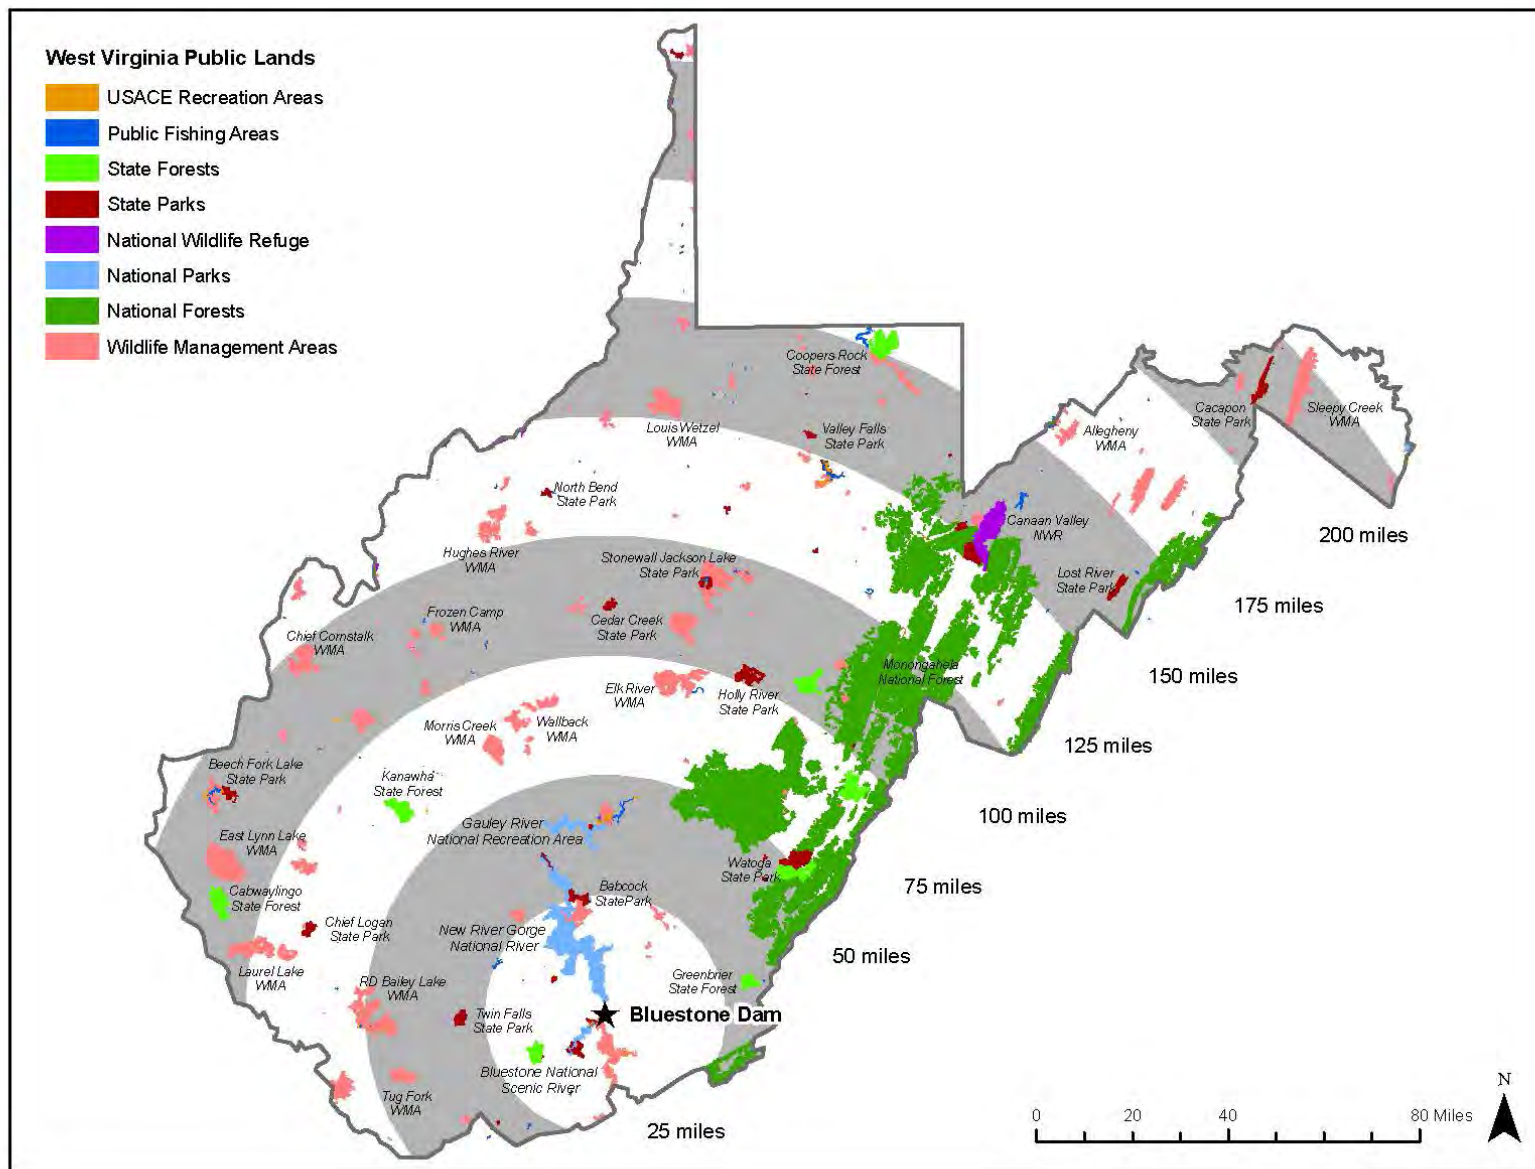 West Virginia Public Lands
USACE Recreation Areas
Public Fishing Areas
State Forests
State Parks
National Wildlife Refuge
National Parks
National Forests
Wildlife Management Areas
Coopers Rock
State Forest
Cacapon
State Park
Sleepy Creek
WMA
Louis Wetzel
WMA
Valley Falls
State Park
Allegheny
WMA
North Bend
State Park
Canaan Valley
NWR
200 miles
Hughes River
WMA
Stonewall Jackson Lake
State Park
Lost River
State Park
175 miles
Frozen Camp
WMA
Cedar Creek
State Park
Chief Cornstalk
WMA
Monongahela
National Forest
150 miles
Elk River
WMA
Holly River
State Park
Morris Creek
WMA
Wallback
WMA
125 miles
Beech Fork Lake
State Park
Kanawha
State Forest
100 miles
Gauley River
National Recreation Area
East Lynn Lake
WMA
Watoga
State Park
75 miles
Cabwaylingo
State Forest
Babcock
StatePark
Chief Logan
State Park
New River Gorge
National River
50 miles
Laurel Lake
WMA
RD Bailey Lake
WMA
Greenbrier
State Forest
Twin Falls
State Park
Bluestone Dam
Bluestone National
Scenic River
Tug Fork
WMA
25 miles
N
0 20 40 80 Miles